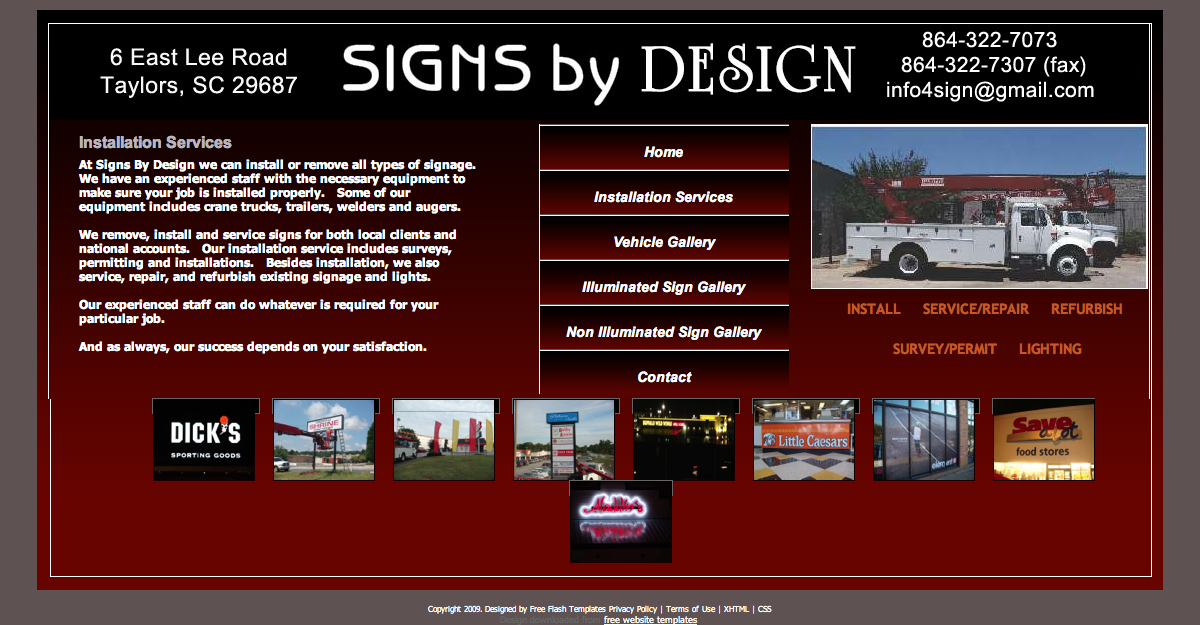 6 East Lee Road
Taylors, SC 29687
SIGNS by DESIGN
864-322-7073
864-322-7307 (fax)
info4sign@gmail.com
Installation Services
At Signs By Design we can install or remove all types of signage.
We have an experienced staff with the necessary equipment to
make sure your job is installed properly. Some of our
equipment includes crane trucks, trailers, welders and augers.
We remove, install and service signs for both local clients and
national accounts. Our installation service includes surveys,
permitting and installations. Besides installation, we also
service, repair, and refurbish existing signage and lights.
Our experienced staff can do whatever is required for your
particular job.
And as always, our success depends on your satisfaction.
Home
Installation Services
Vehicle Gallery
Illuminated Sign Gallery
Non Illuminated Sign Gallery
Contact
INSTALL SERVICE/REPAIR REFURBISH
SURVEY/PERMIT LIGHTING
DICK'S
SPORTING GOODS
SHRINE
BUFFALO WILD WINGS
Little Caesars
Save a lot
food stores
Aladdin's
Copyright 2009. Designed by Free Flash Templates Privacy Policy | Terms of Use | XHTML | CSS
Design downloaded from free website templates